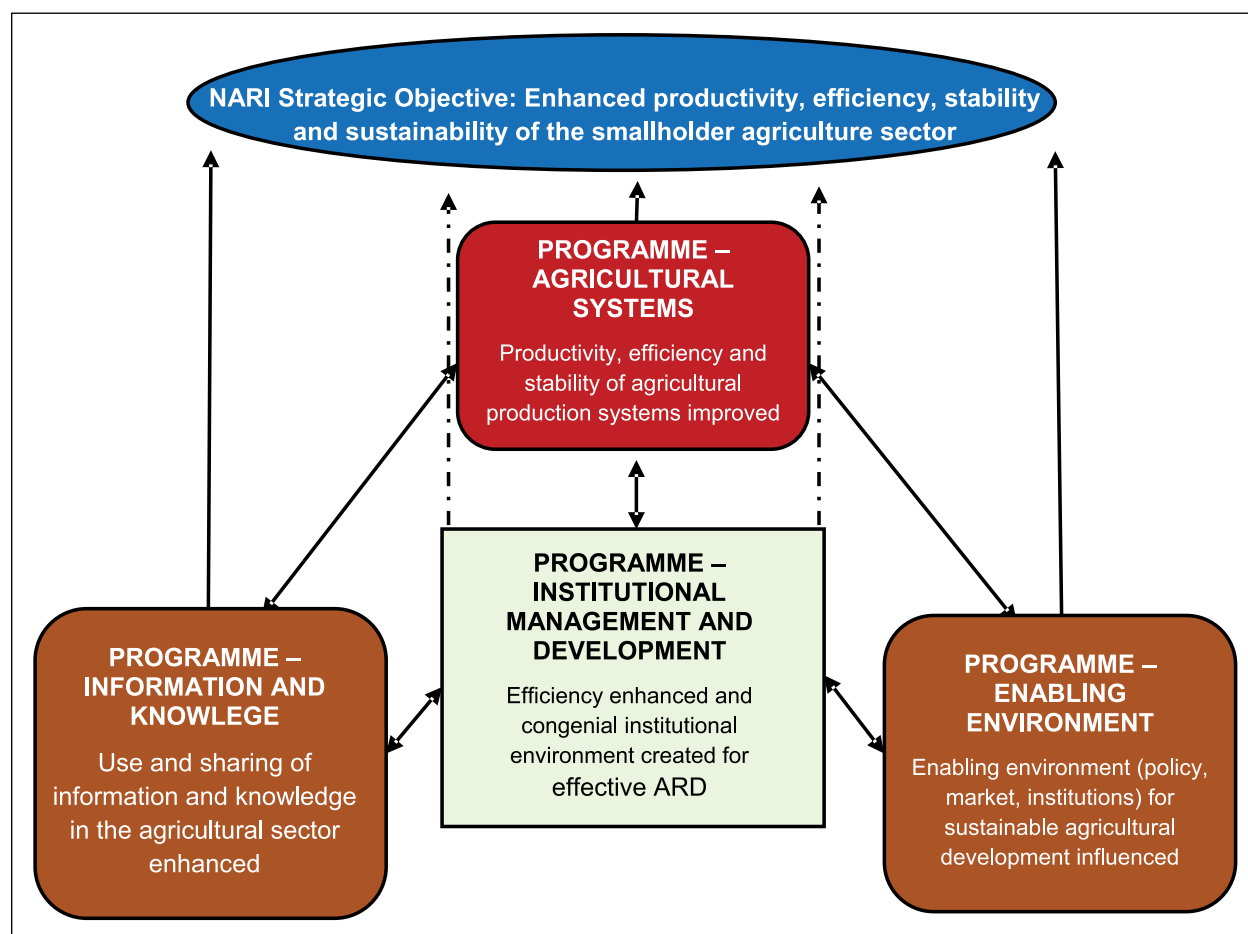 NARI Strategic Objective: Enhanced productivity, efficiency, stability
and sustainability of the smallholder agriculture sector
PROGRAMME –
AGRICULTURAL
SYSTEMS
Productivity, efficiency and
stability of agricultural
production systems improved
PROGRAMME –
INSTITUTIONAL
MANAGEMENT AND
DEVELOPMENT
Efficiency enhanced and
congenial institutional
environment created for
effective ARD
PROGRAMME –
INFORMATION AND
KNOWLEGE
Use and sharing of
information and knowledge
in the agricultural sector
enhanced
PROGRAMME –
ENABLING
ENVIRONMENT
Enabling environment (policy,
market, institutions) for
sustainable agricultural
development influenced